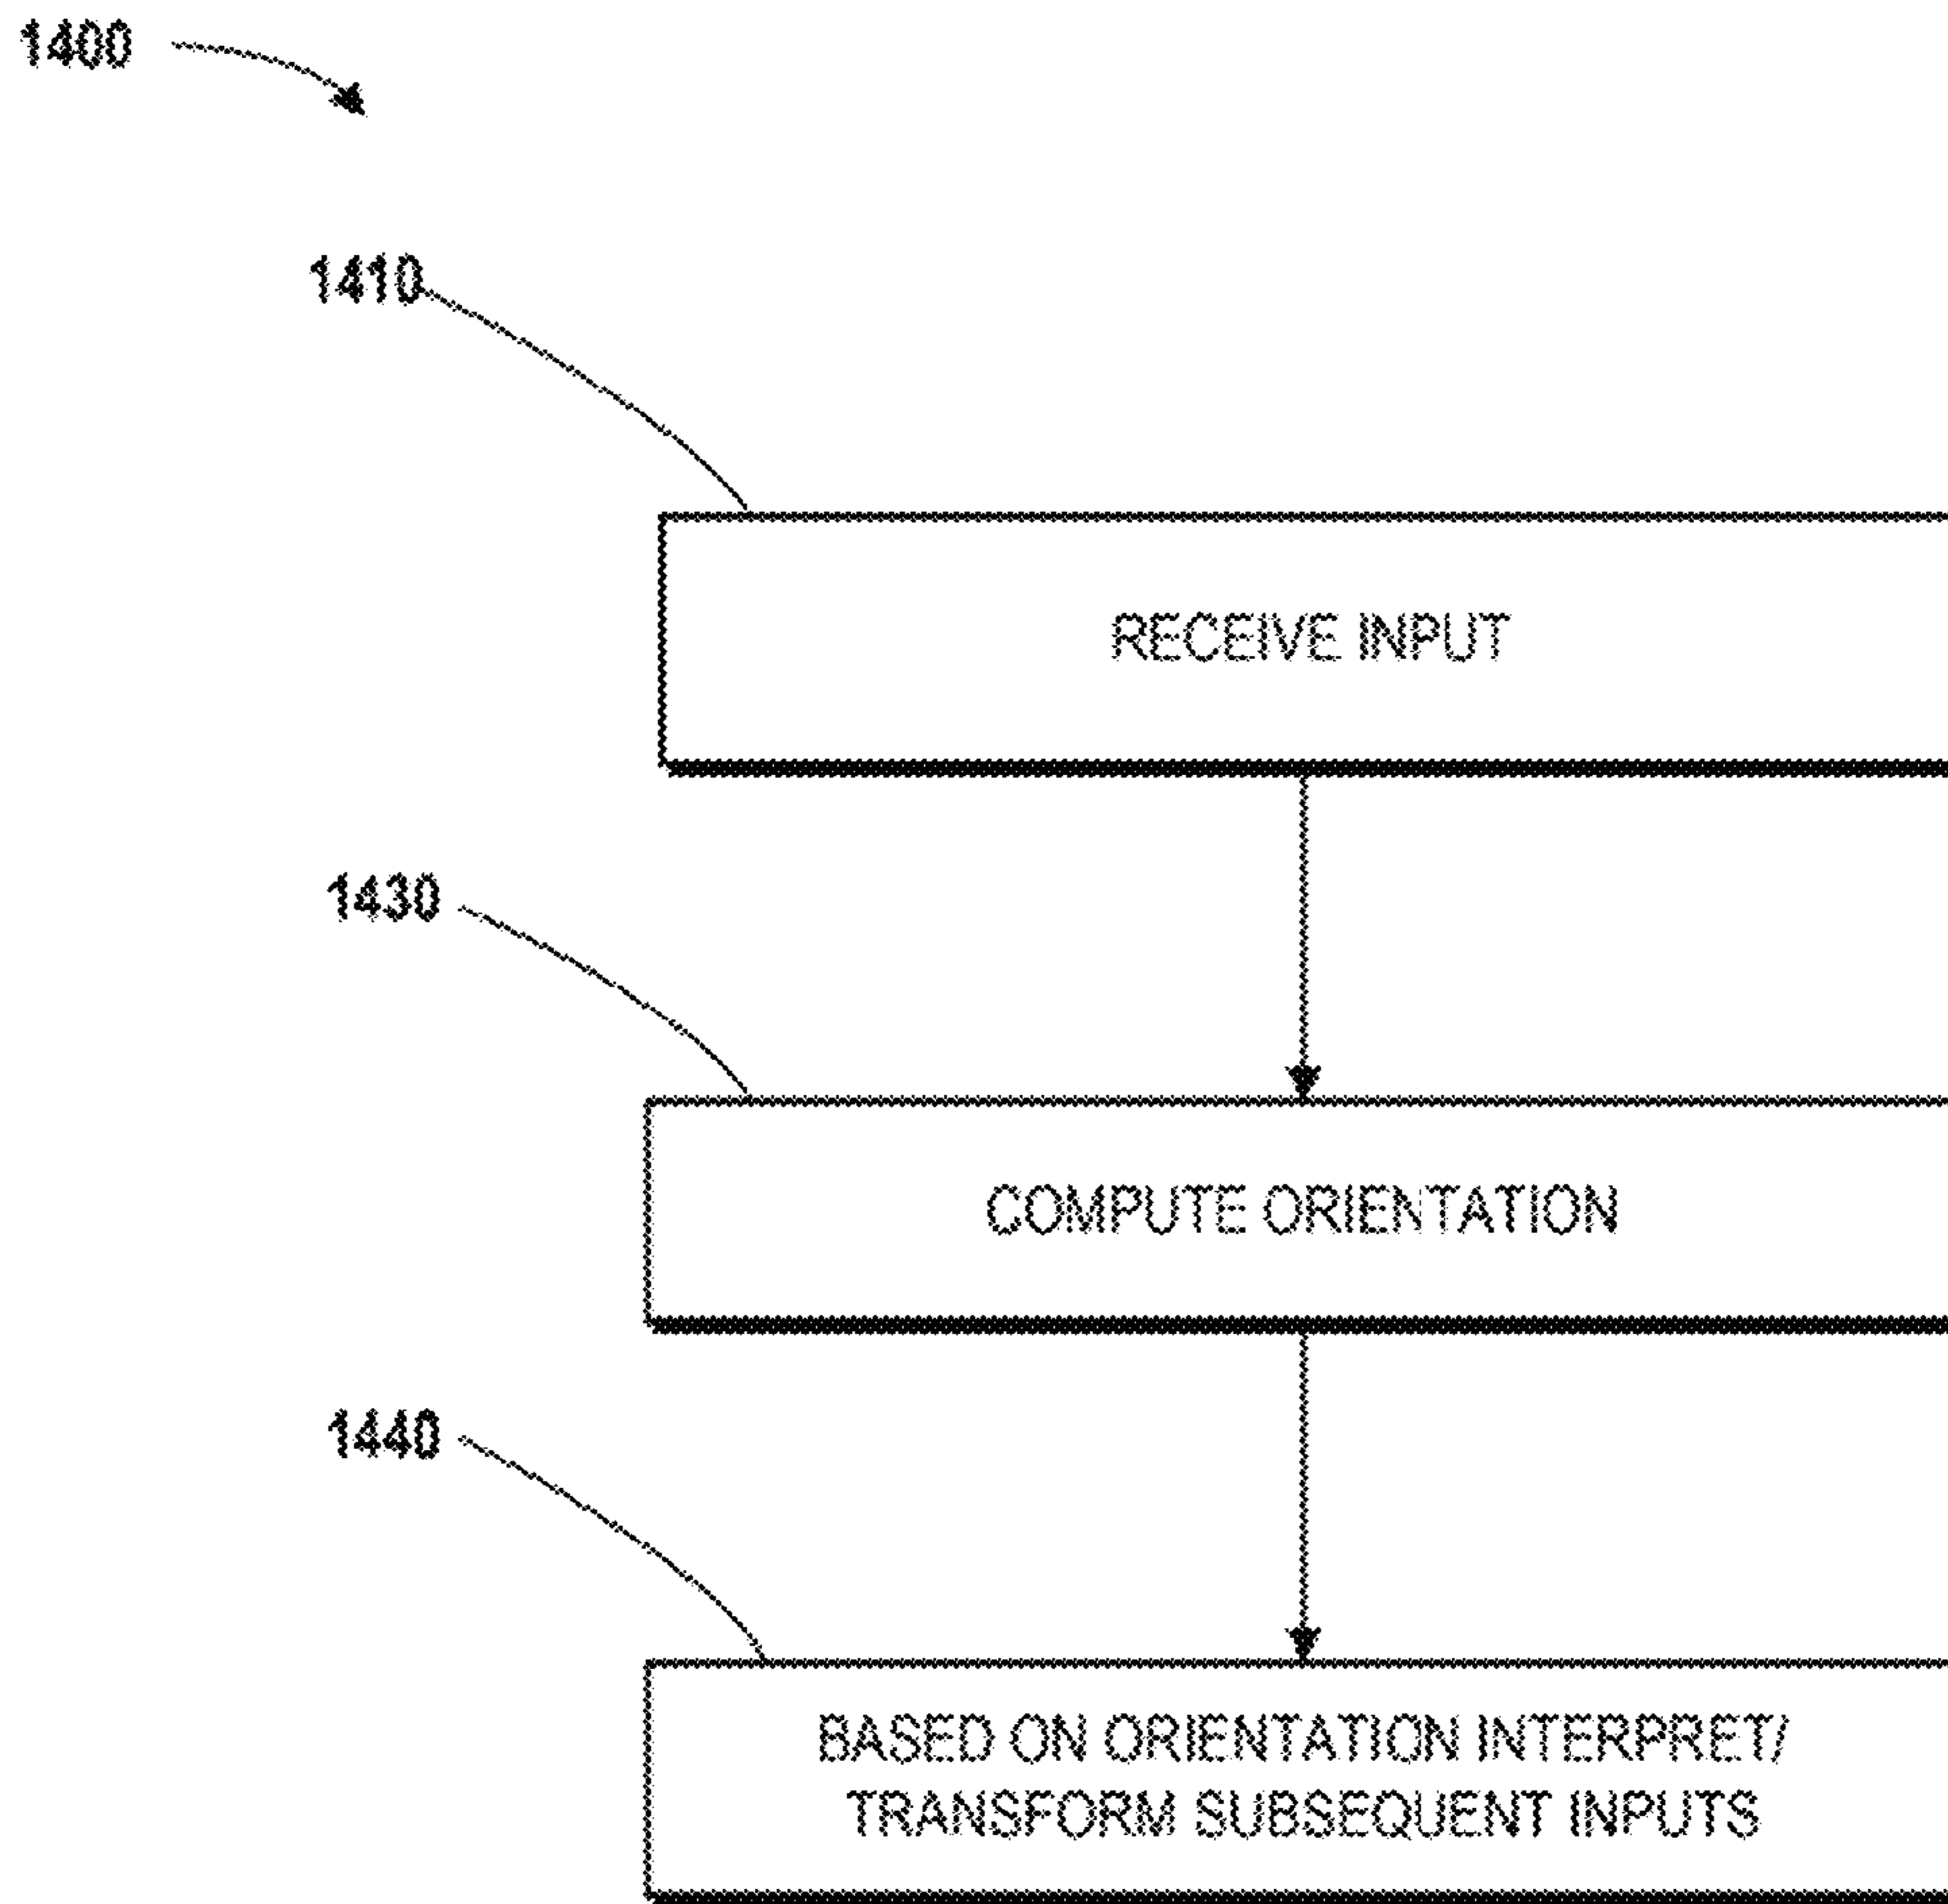 1400
1410
RECEIVE INPUT
1430
COMPUTE ORIENTATION
1440
BASED ON ORIENTATION INTERPRET/
TRANSFORM SUBSEQUENT INPUTS